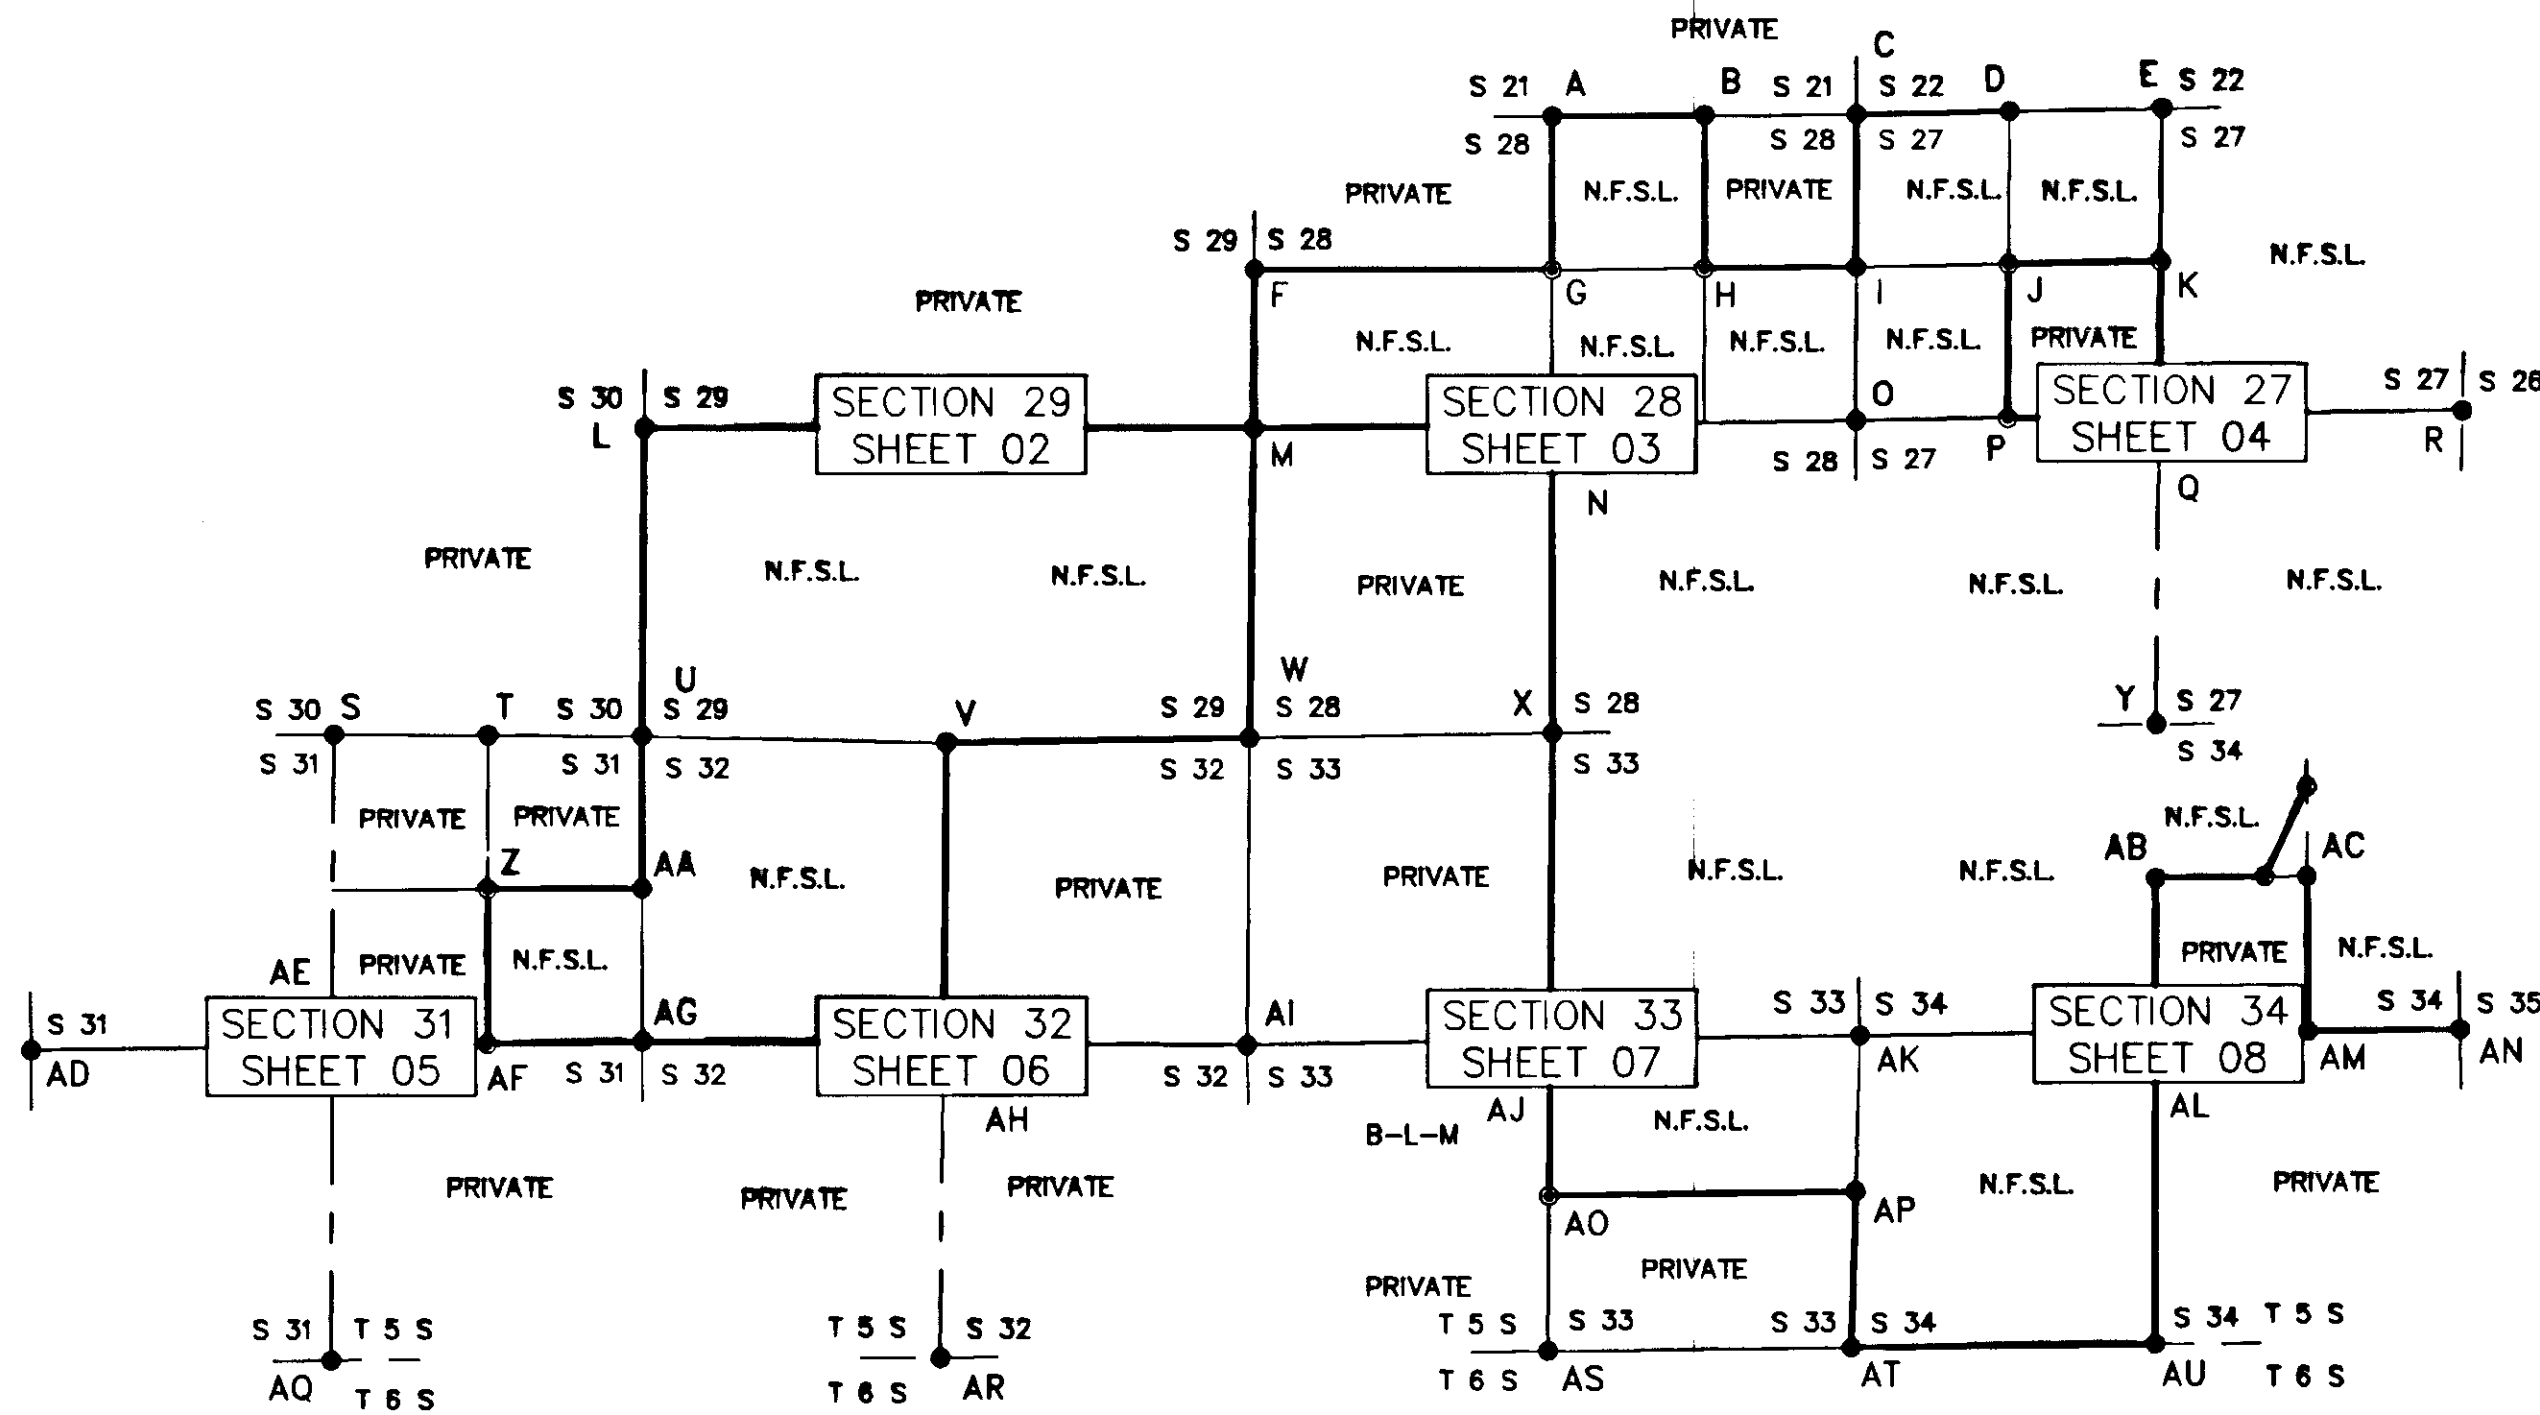 PRIVATE
C
S 21 A B S 21 S 22 D E S 22
S 28 S 28 S 27 S 27
PRIVATE N.F.S.L. PRIVATE N.F.S.L. N.F.S.L.
S 29 S 28 N.F.S.L.
PRIVATE F G H I J K
N.F.S.L. N.F.S.L. N.F.S.L. N.F.S.L. PRIVATE
S 30 S 29 SECTION 29 SECTION 28 O SECTION 27 S 27 S 26
L SHEET 02 M SHEET 03 P SHEET 04 R
S 28 S 27
N Q
PRIVATE N.F.S.L. N.F.S.L. PRIVATE N.F.S.L. N.F.S.L. N.F.S.L.
U W
S 30 S T S 30 S 29 V S 29 S 28 X S 28 Y S 27
S 31 S 31 S 32 S 32 S 33 S 33 S 34
PRIVATE PRIVATE N.F.S.L.
Z AA AB AC
N.F.S.L. PRIVATE PRIVATE N.F.S.L. N.F.S.L.
AE PRIVATE N.F.S.L. PRIVATE N.F.S.L.
S 31 SECTION 31 AG SECTION 32 AI SECTION 33 S 33 S 34 SECTION 34 S 34 S 35
AD SHEET 05 AF S 31 S 32 SHEET 06 S 32 S 33 SHEET 07 AK SHEET 08 AM AN
AH B-L-M AJ N.F.S.L. AL
PRIVATE PRIVATE PRIVATE N.F.S.L. PRIVATE
AO AP
PRIVATE PRIVATE
S 31 T 5 S T 5 S S 32 T 5 S S 33 S 33 S 34 S 34 T 5 S
AQ T 6 S T 6 S AR T 6 S AS AT AU T 6 S